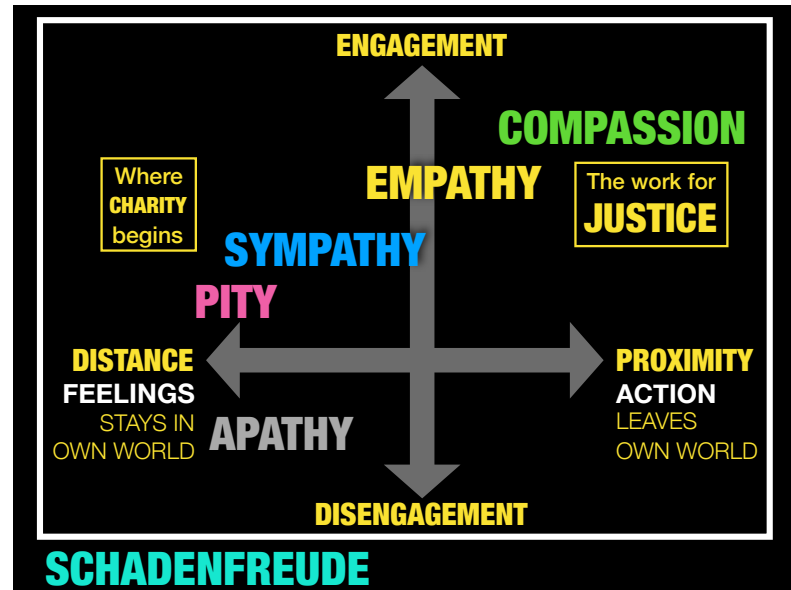 ENGAGEMENT
COMPASSION
Where
CHARITY
begins
EMPATHY
The work for
JUSTICE
SYMPATHY
PITY
DISTANCE
FEELINGS
STAYS IN
OWN WORLD
PROXIMITY
ACTION
LEAVES
OWN WORLD
APATHY
DISENGAGEMENT
SCHADENFREUDE